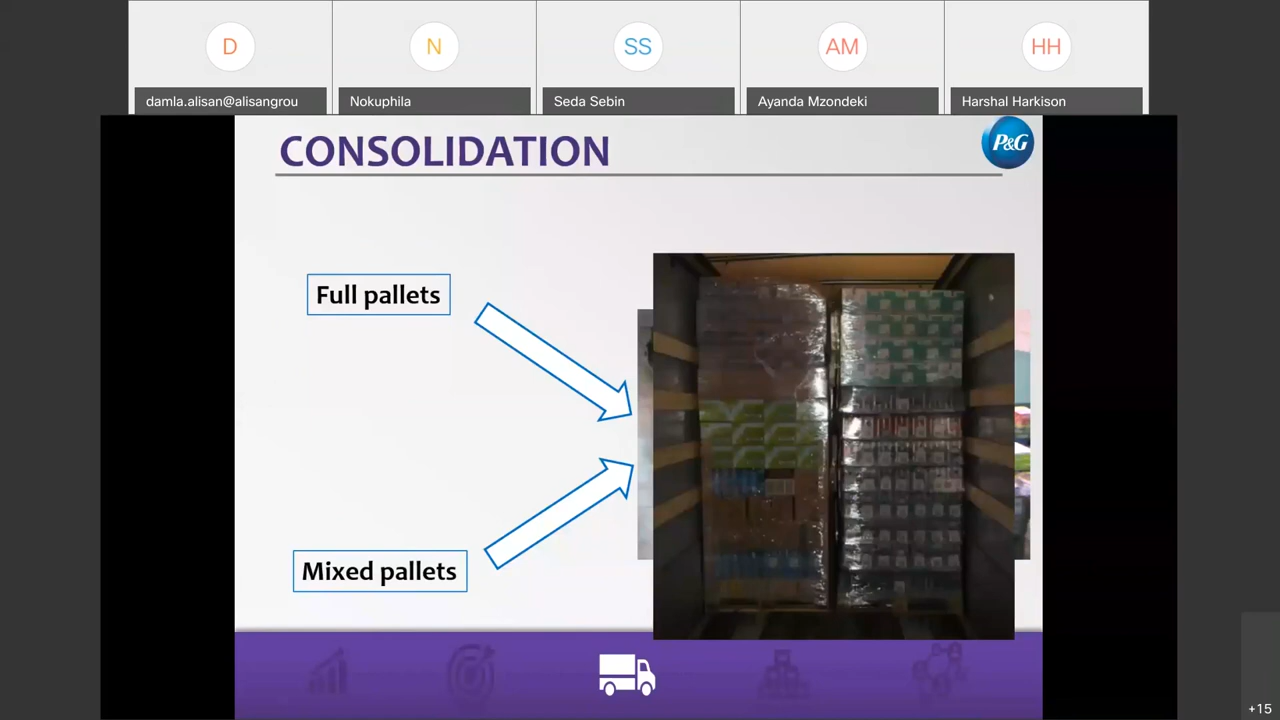 D
N
SS
AM
HH
damla.alisan@alisangrou
Nokuphila
Seda Sebin
Ayanda Mzondeki
Harshal Harkison
CONSOLIDATION
P&G
Full pallets
Mixed pallets
+15